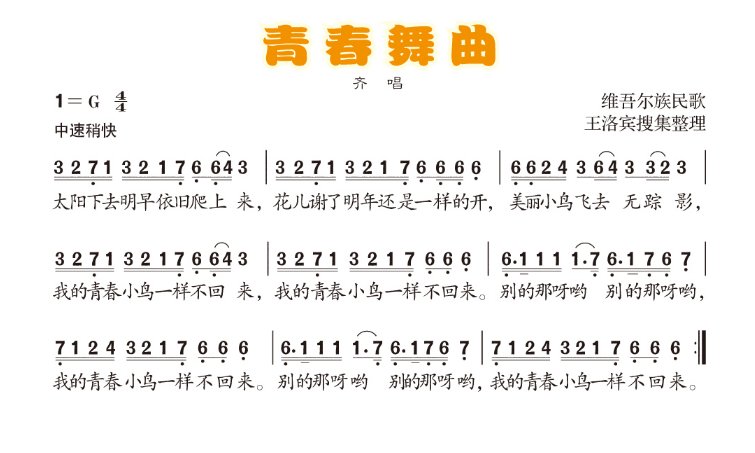 青春舞曲
齐 唱
1=G 4/4
维吾尔族民歌
中速稍快
王洛宾搜集整理
3 2 7 1 3 2 1 7 6 6 4 3 | 3 2 7 1 3 2 1 7 6 6 6 | 6 6 2 4 3 6 4 3 3 2 3 |
太阳下去明早依旧爬上 来，花儿谢了明年还是一样的开，美丽小鸟飞去 无踪 影，
3 2 7 1 3 2 1 7 6 6 4 3 | 3 2 7 1 3 2 1 7 6 6 6 | 6·1 1 1 1·7 6·1 7 6 7 |
我的青春小鸟一样不回 来，我的青春小鸟一样不回来。别的那呀哟 别的那呀哟，
7 1 2 4 3 2 1 7 6 6 6 | 6·1 1 1 1·7 6·1 7 6 7 | 7 1 2 4 3 2 1 7 6 6 6 :||
我的青春小鸟一样不回来。别的那呀哟 别的那呀哟，我的青春小鸟一样不回来。